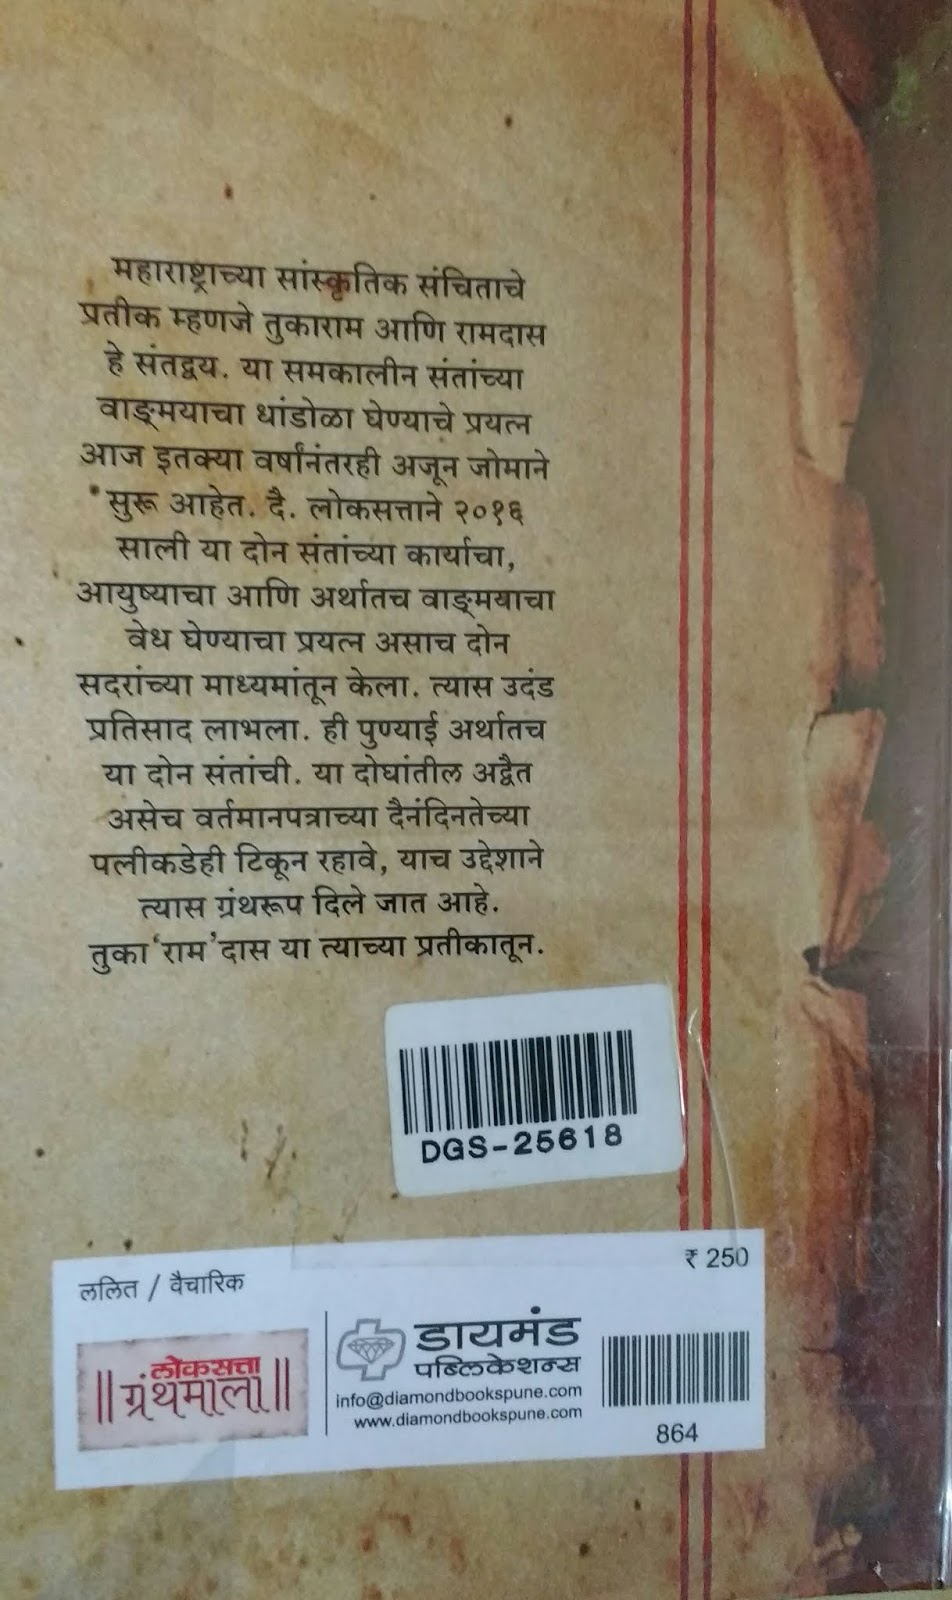 महाराष्ट्राच्या सांस्कृतिक संचिताचे
प्रतीक म्हणजे तुकाराम आणि रामदास
हे संतद्वय. या समकालीन संतांच्या
वाङ्‌मयाचा धांडोळा घेण्याचे प्रयत्न
आज इतक्या वर्षांनंतरही अजून जोमाने
सुरू आहेत. दै. लोकसत्ताने २०१६
साली या दोन संतांच्या कार्याचा,
आयुष्याचा आणि अर्थातच वाङ्‌मयाचा
वेध घेण्याचा प्रयत्न असाच दोन
सदरांच्या माध्यमांतून केला. त्यास उदंड
प्रतिसाद लाभला. ही पुण्याई अर्थातच
या दोन संतांची. या दोघांतील अद्वैत
असेच वर्तमानपत्राच्या दैनंदिनतेच्या
पलीकडेही टिकून रहावे, याच उद्देशाने
त्यास ग्रंथरूप दिले जात आहे.
तुका‘राम’दास या त्याच्या प्रतीकातून.
DGS-25618
₹ 250
ललित / वैचारिक
लोकसत्ता
॥ ग्रंथमाला ॥
डायमंड
पब्लिकेशन्स
info@diamondbookspune.com
www.diamondbookspune.com
864